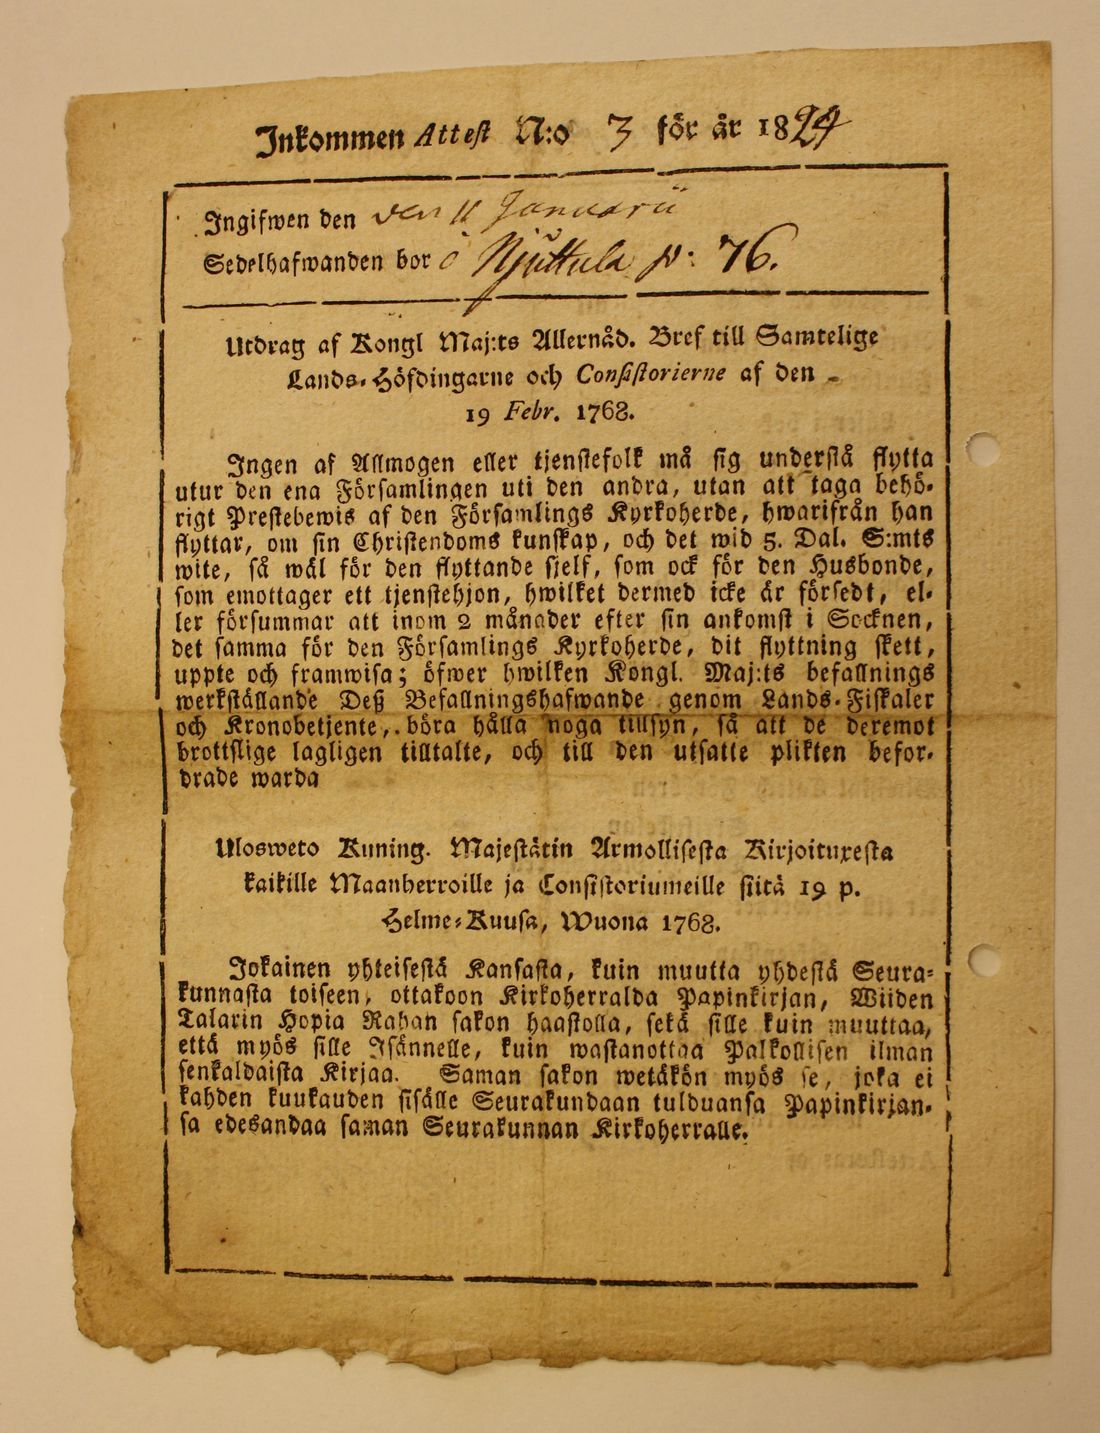 Inkommen Attest N:o 3 för år 1824
Ingifwen den den 11 Januarii
Sedelhafwanden bor i Njuttula p: 76.
Utdrag af Kongl Maj:ts Allernåd. Bref till Samtelige
Lands-Höfdingarne och Consistorierne af den
19 Febr. 1768.
Ingen af Allmogen eller tjenstefolk må sig understå flytta
utur den ena Församlingen uti den andra, utan att taga behö-
rigt Prestebewis af den Församlings Kyrkoherde, hwarifrån han
flyttar, om sin Christendoms kunskap, och det wid 5. Dal. S:mts
wite, så wäl för den flyttande sjelf, som ock för den Husbonde,
som emottager ett tjenstehjon, hwilket dermed icke är försedt, el-
ler försummar att inom 2 månader efter sin ankomst i Socknen,
det samma för den Församlings Kyrkoherde, dit flyttning skett,
uppte och framwisa; öfwer hwilken Kongl. Maj:ts befallnings
werkställande Deß Befallningshafwande genom Lands-Fiskaler
och Kronobetjente, böra hålla noga tillsyn, så att de deremot
brottslige lagligen tilltalte, och till den utsatte plikten befor-
drade warda
Ulosweto Kuning. Majestätin Armollisesta Kirjoituxesta
kaikille Maanherroille ja Consistoriumeille siitä 19 p.
Helme-Kuusa, Wuona 1768.
Jokainen yhteisestä Kansasta, kuin muutta yhdestä Seura-
kunnasta toiseen, ottakoon Kirkoherralda Papinkirjan, Wiiden
Talarin Hopia Rahan sakon haastolla, sekä sille kuin muuttaa,
että myös sille Isännelle, kuin wastanottaa Palkollisen ilman
senkaldaista Kirjaa. Saman sakon wetäkön myös se, joka ei
kahden kuukauden sisälle Seurakundaan tulduansa Papinkirjan-
sa edesandaa saman Seurakunnan Kirkoherralle.